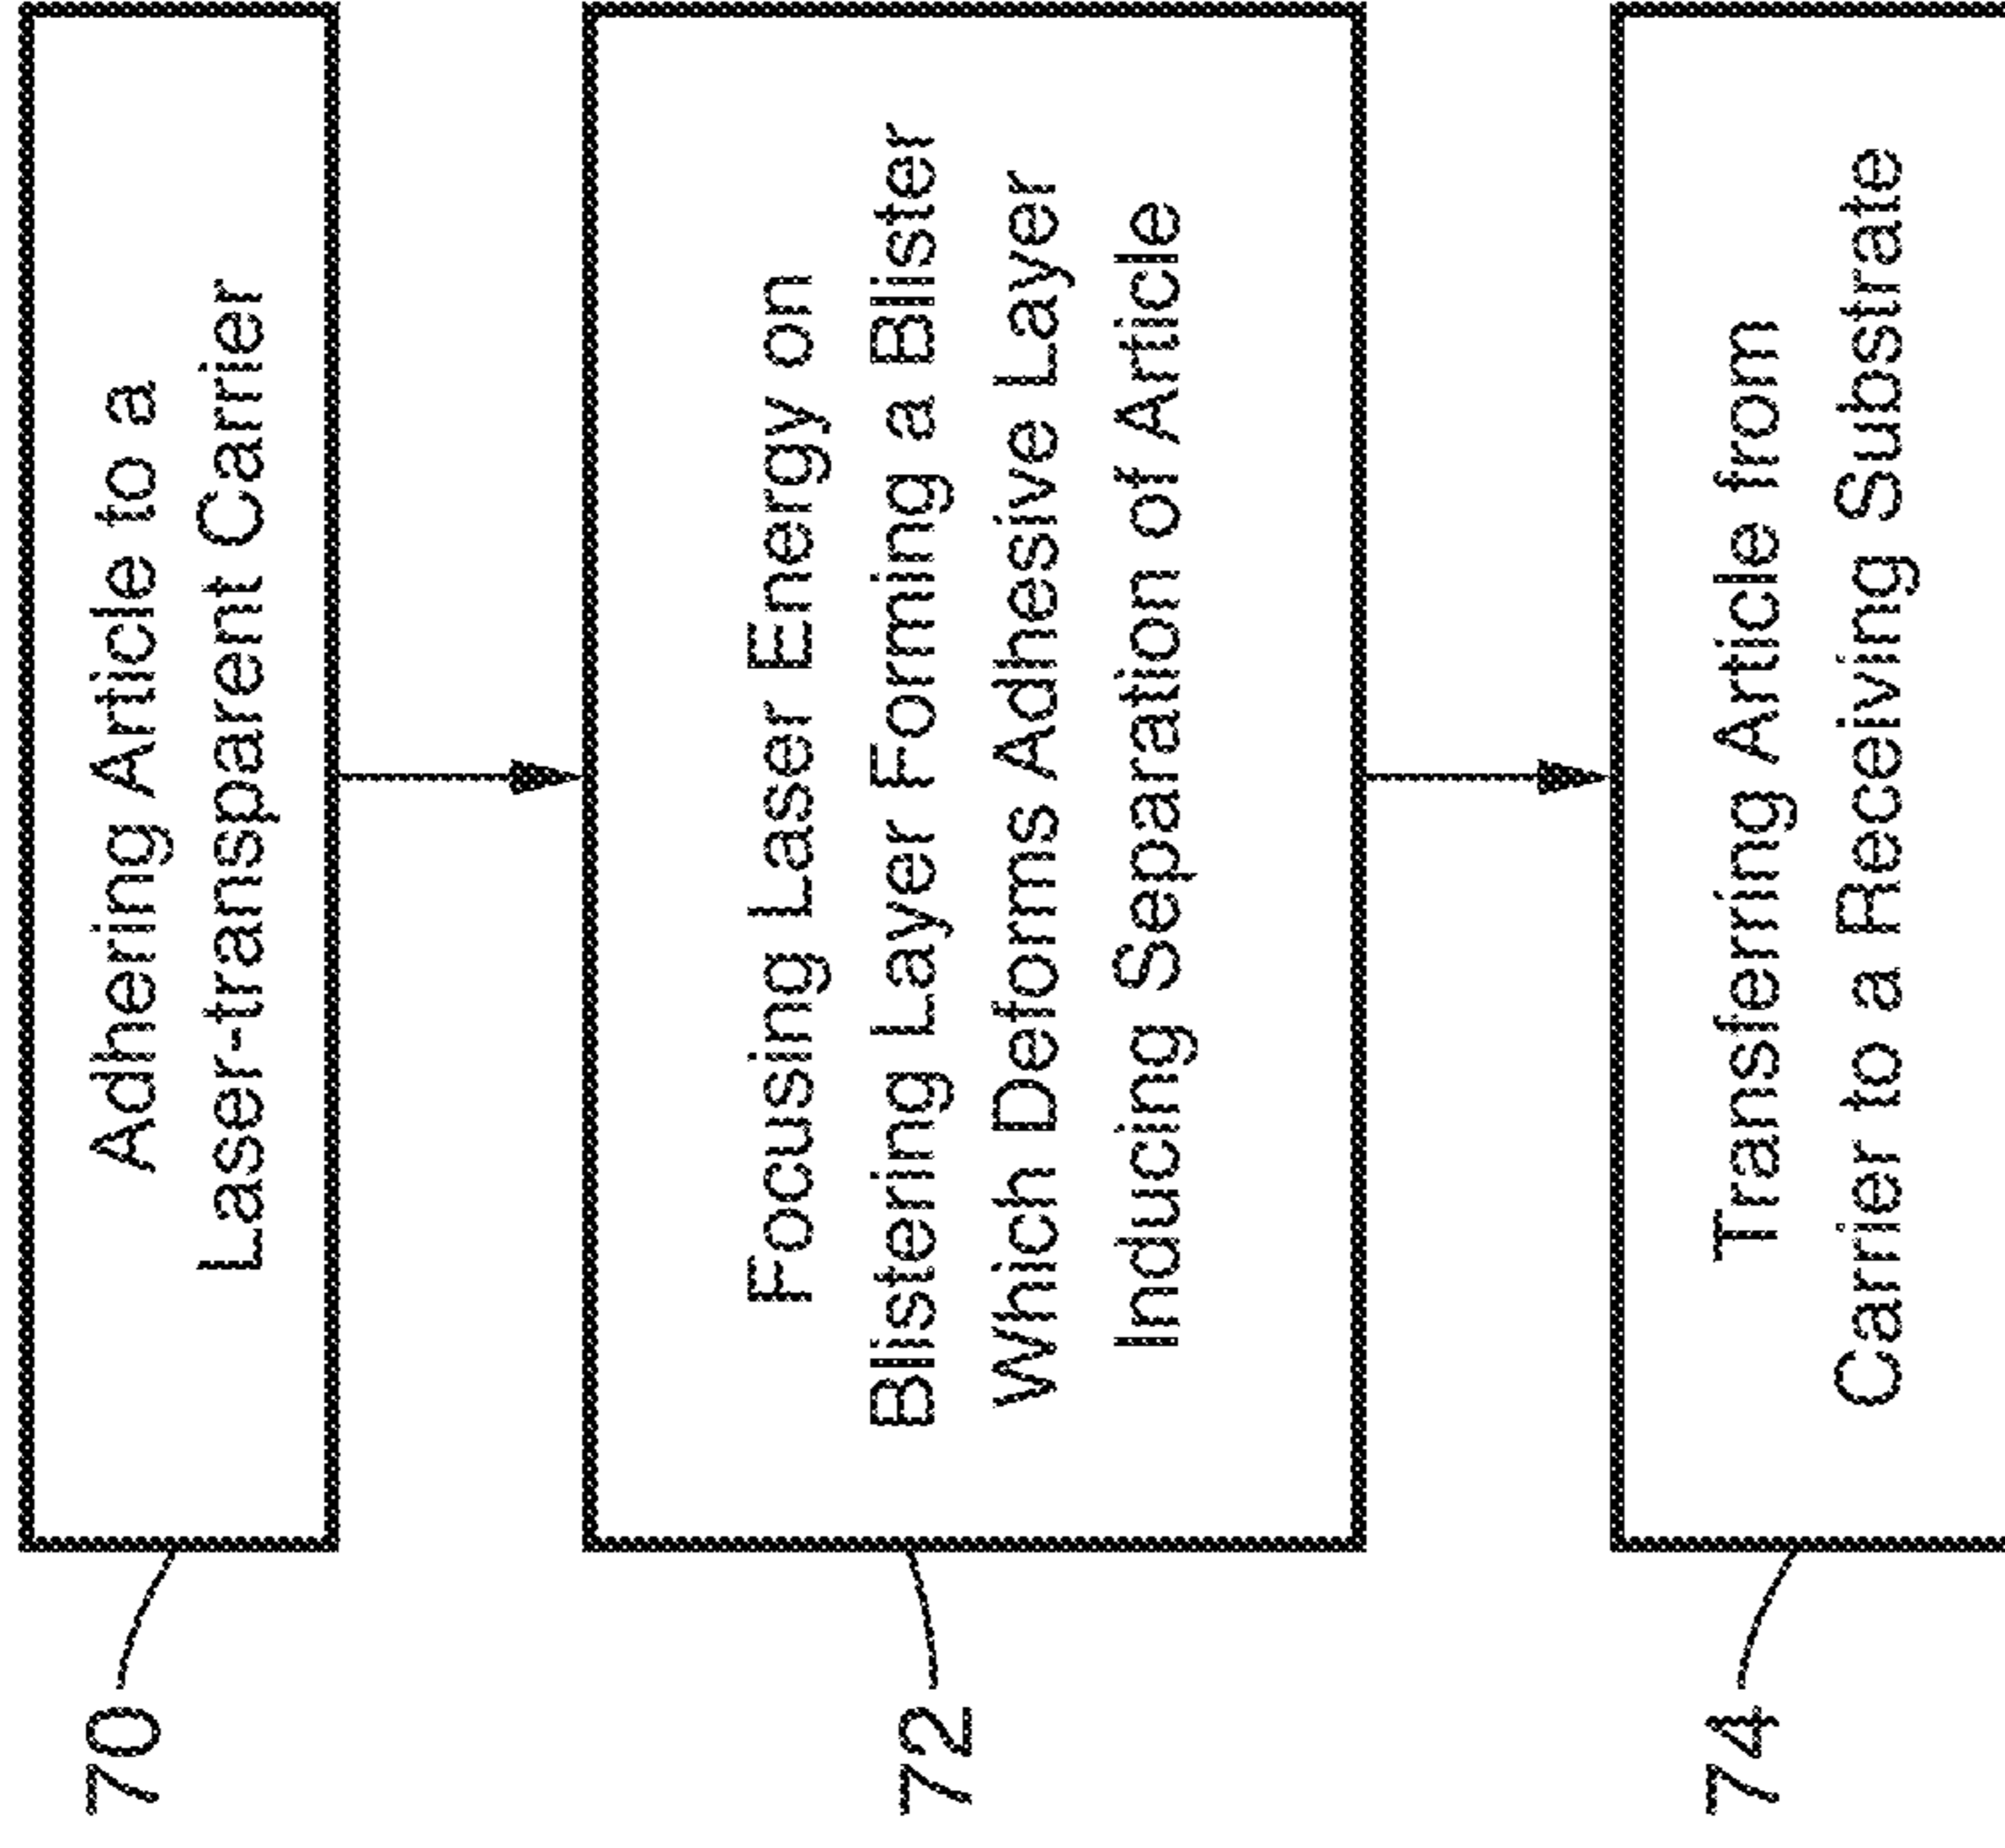 70
Adhering Article to a
Laser-transparent Carrier
72
Focusing Laser Energy on
Blistering Layer Forming a Blister
Which Deforms Adhesive Layer
Inducing Separation of Article
74
Transferring Article from
Carrier to a Receiving Substrate